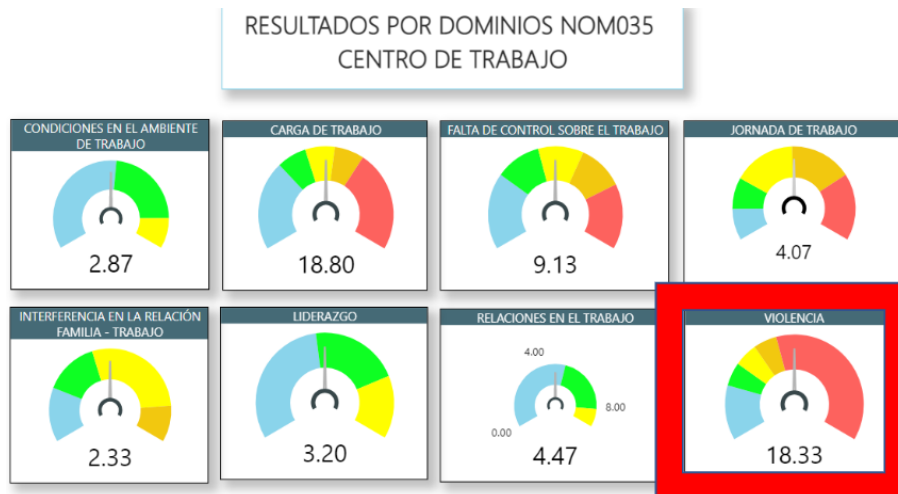 RESULTADOS POR DOMINIOS NOM035
CENTRO DE TRABAJO
CONDICIONES EN EL AMBIENTE
DE TRABAJO
2.87
CARGA DE TRABAJO
18.80
FALTA DE CONTROL SOBRE EL TRABAJO
9.13
JORNADA DE TRABAJO
4.07
INTERFERENCIA EN LA RELACIÓN
FAMILIA - TRABAJO
2.33
LIDERAZGO
3.20
RELACIONES EN EL TRABAJO
4.00
8.00
0.00
4.47
VIOLENCIA
18.33